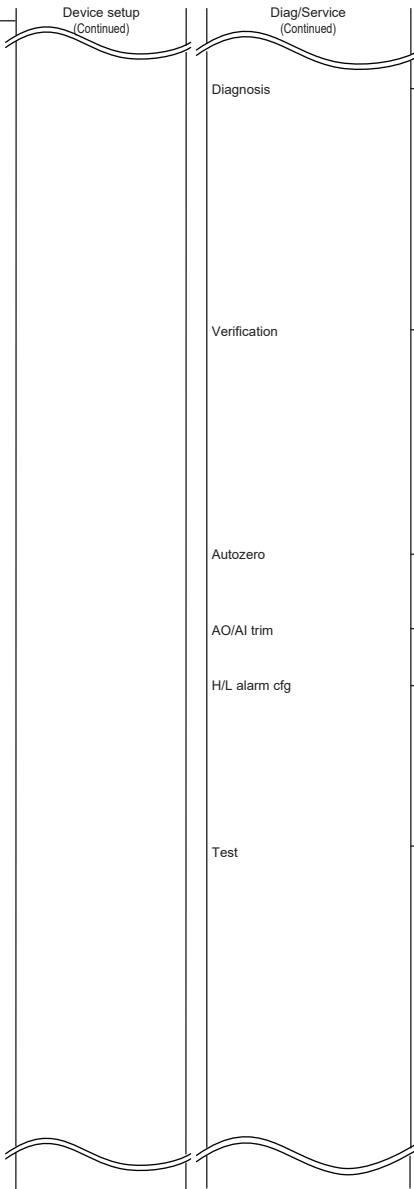 Device setup
(Continued)
Diag/Service
(Continued)
Diagnosis
Verification
Autozero
AO/AI trim
H/L alarm cfg
Test